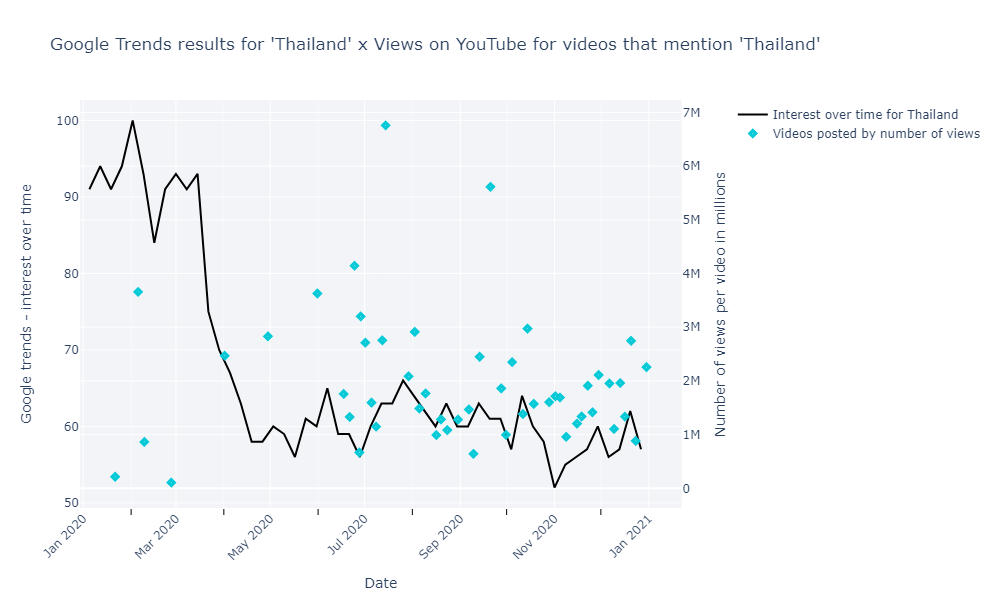 Google Trends results for 'Thailand' x Views on YouTube for videos that mention 'Thailand'
Interest over time for Thailand
Videos posted by number of views
Google trends - interest over time
100
90
80
70
60
50
7M
6M
5M
4M
3M
2M
1M
0
Number of views per video in millions
Jan 2020
Mar 2020
May 2020
Jul 2020
Sep 2020
Nov 2020
Jan 2021
Date